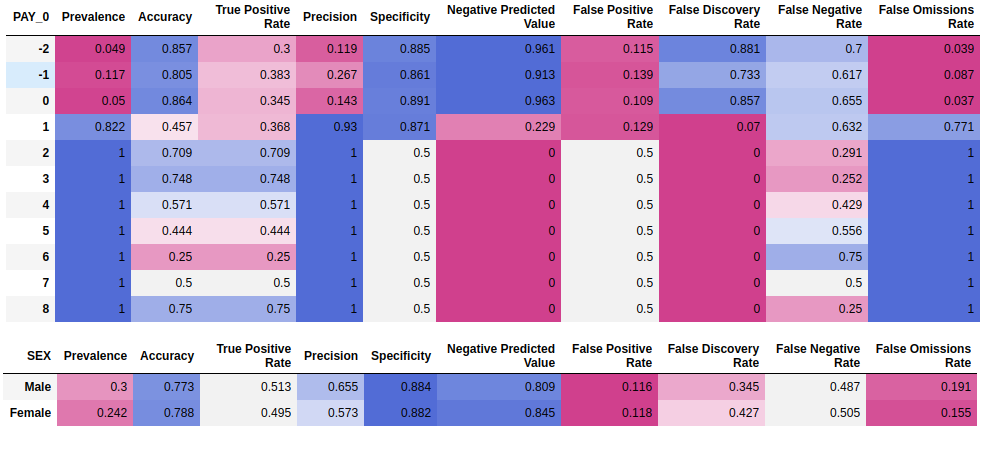 PAY_0 Prevalence Accuracy True Positive Rate Precision Specificity Negative Predicted Value False Positive Rate False Discovery Rate False Negative Rate False Omissions Rate
-2 0.049 0.857 0.3 0.119 0.885 0.961 0.115 0.881 0.7 0.039
-1 0.117 0.805 0.383 0.267 0.861 0.913 0.139 0.733 0.617 0.087
0 0.05 0.864 0.345 0.143 0.891 0.963 0.109 0.857 0.655 0.037
1 0.822 0.457 0.368 0.93 0.871 0.229 0.129 0.07 0.632 0.771
2 1 0.709 0.709 1 0.5 0 0.5 0 0.291 1
3 1 0.748 0.748 1 0.5 0 0.5 0 0.252 1
4 1 0.571 0.571 1 0.5 0 0.5 0 0.429 1
5 1 0.444 0.444 1 0.5 0 0.5 0 0.556 1
6 1 0.25 0.25 1 0.5 0 0.5 0 0.75 1
7 1 0.5 0.5 1 0.5 0 0.5 0 0.5 1
8 1 0.75 0.75 1 0.5 0 0.5 0 0.25 1
SEX Prevalence Accuracy True Positive Rate Precision Specificity Negative Predicted Value False Positive Rate False Discovery Rate False Negative Rate False Omissions Rate
Male 0.3 0.773 0.513 0.655 0.884 0.809 0.116 0.345 0.487 0.191
Female 0.242 0.788 0.495 0.573 0.882 0.845 0.118 0.427 0.505 0.155